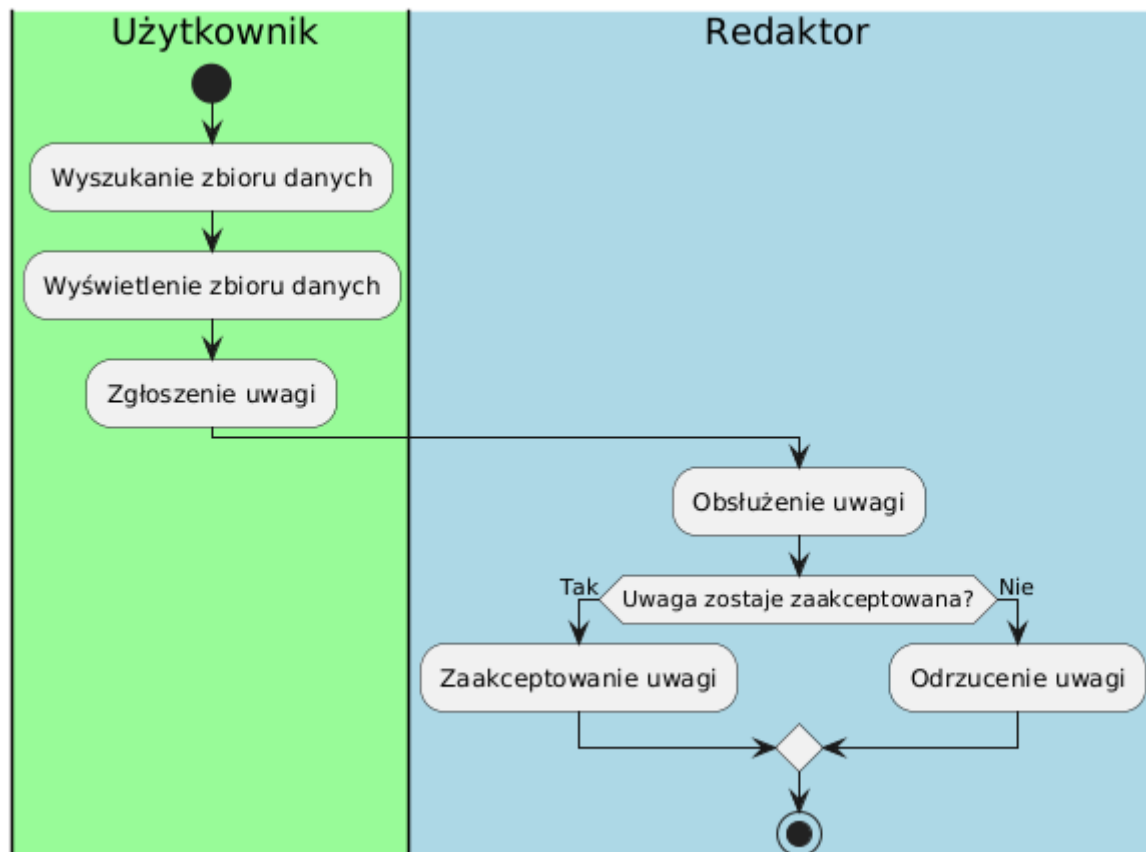 Użytkownik
Redaktor
Wyszukanie zbioru danych
Wyświetlenie zbioru danych
Zgłoszenie uwagi
Obsłużenie uwagi
Tak
Uwaga zostaje zaakceptowana?
Nie
Zaakceptowanie uwagi
Odrzucenie uwagi